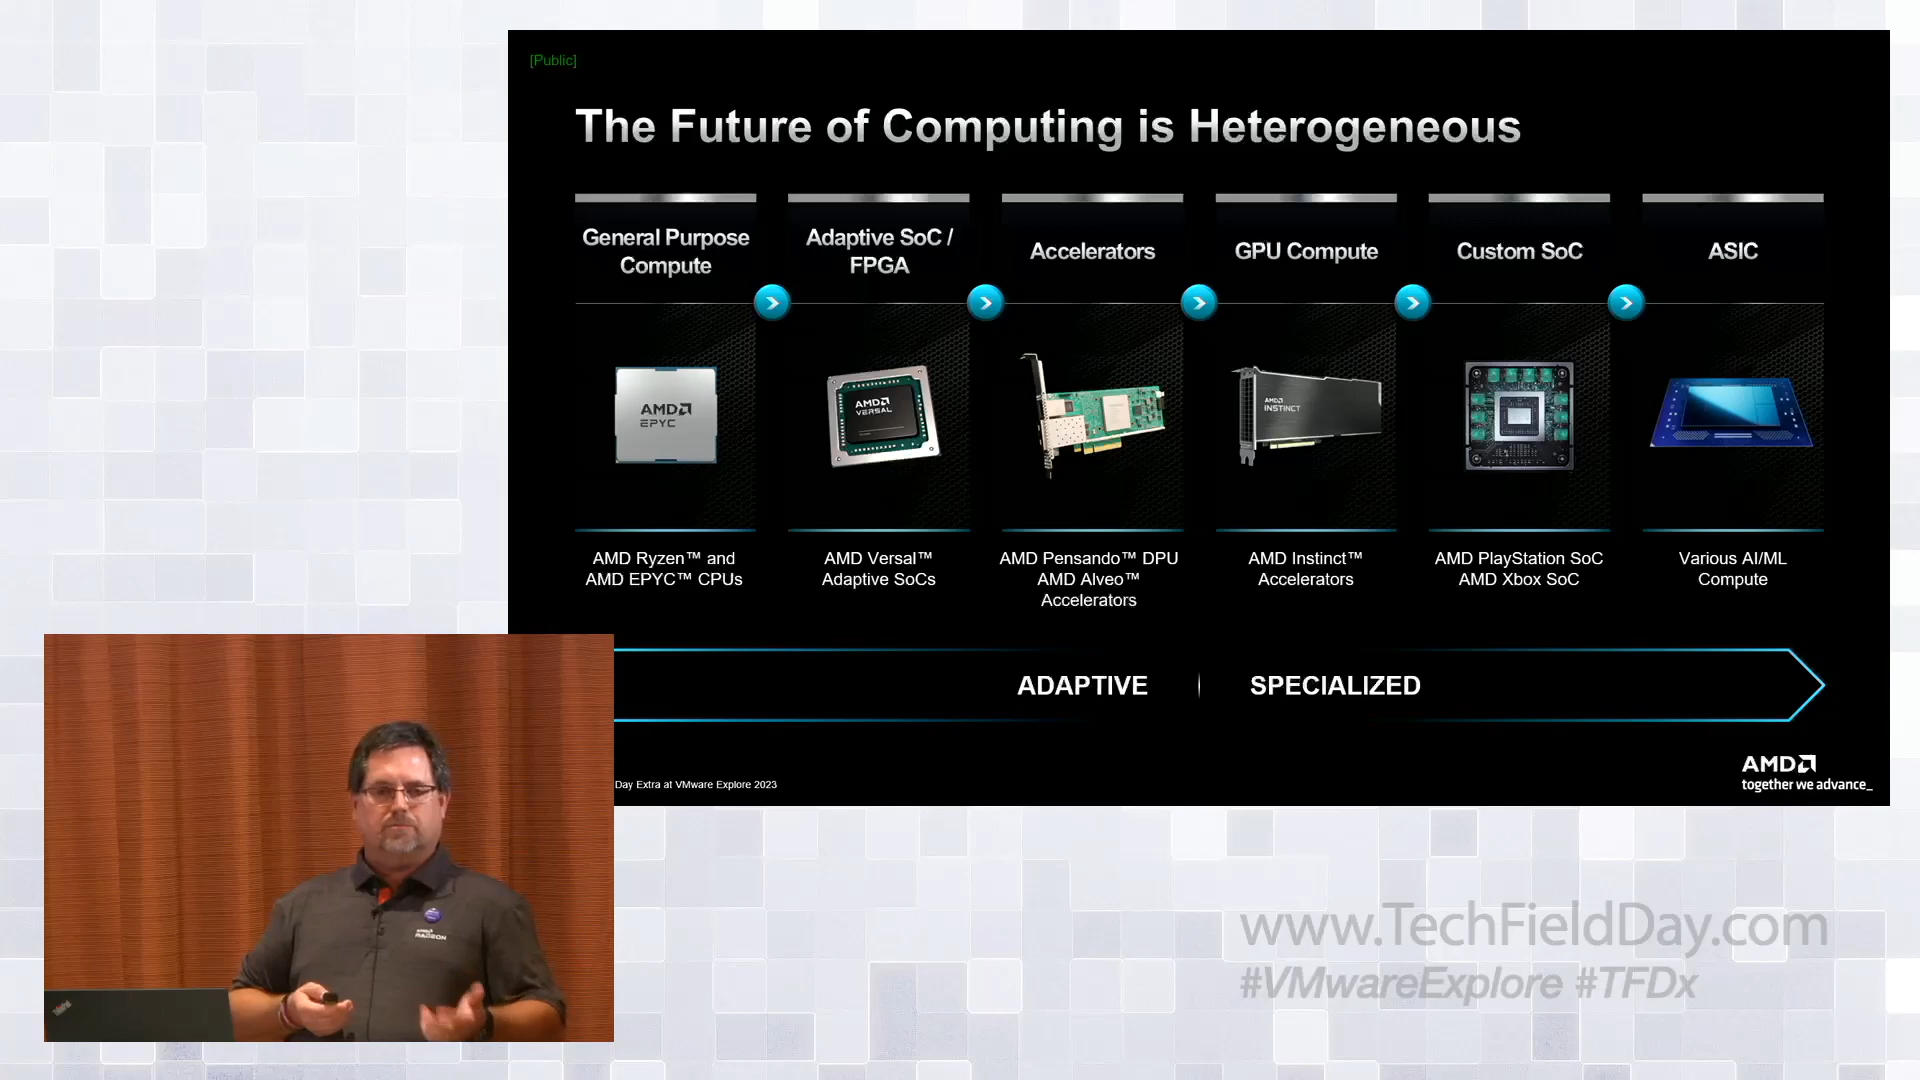 [Public]
The Future of Computing is Heterogeneous
General Purpose
Compute
Adaptive SoC /
FPGA
Accelerators
GPU Compute
Custom SoC
ASIC
AMD
EPYC
AMD
VERSAL
AMD
INSTINCT
AMD Ryzen™ and
AMD EPYC™ CPUs
AMD Versal™
Adaptive SoCs
AMD Pensando™ DPU
AMD Alveo™
Accelerators
AMD Instinct™
Accelerators
AMD PlayStation SoC
AMD Xbox SoC
Various AI/ML
Compute
ADAPTIVE | SPECIALIZED
Day Extra at VMware Explore 2023
AMD
together we advance_
AMD
RADEON
ThinkPad
www.TechFieldDay.com
#VMwareExplore #TFDx